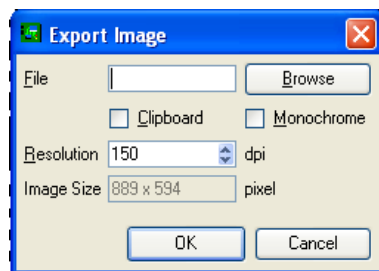 Export Image
File Browse
Clipboard Monochrome
Resolution 150 dpi
Image Size 889 x 594 pixel
OK Cancel